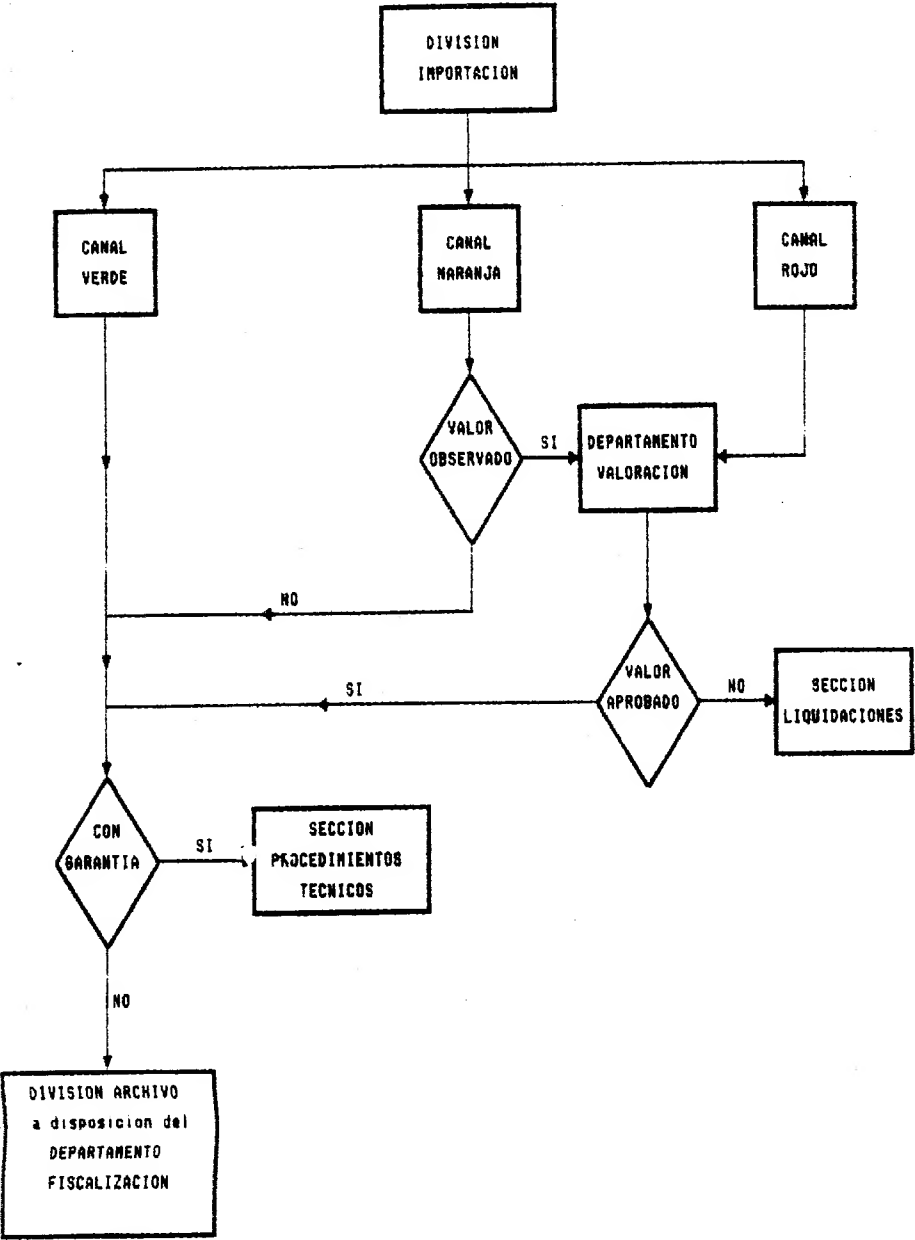 DIVISION
IMPORTACION
CANAL
VERDE
CANAL
NARANJA
CANAL
ROJO
VALOR
OBSERVADO
SI
DEPARTAMENTO
VALORACION
NO
VALOR
APROBADO
SI
NO
SECCION
LIQUIDACIONES
CON
GARANTIA
SI
SECCION
PROCEDIMIENTOS
TECNICOS
NO
DIVISION ARCHIVO
a disposicion del
DEPARTAMENTO
FISCALIZACION